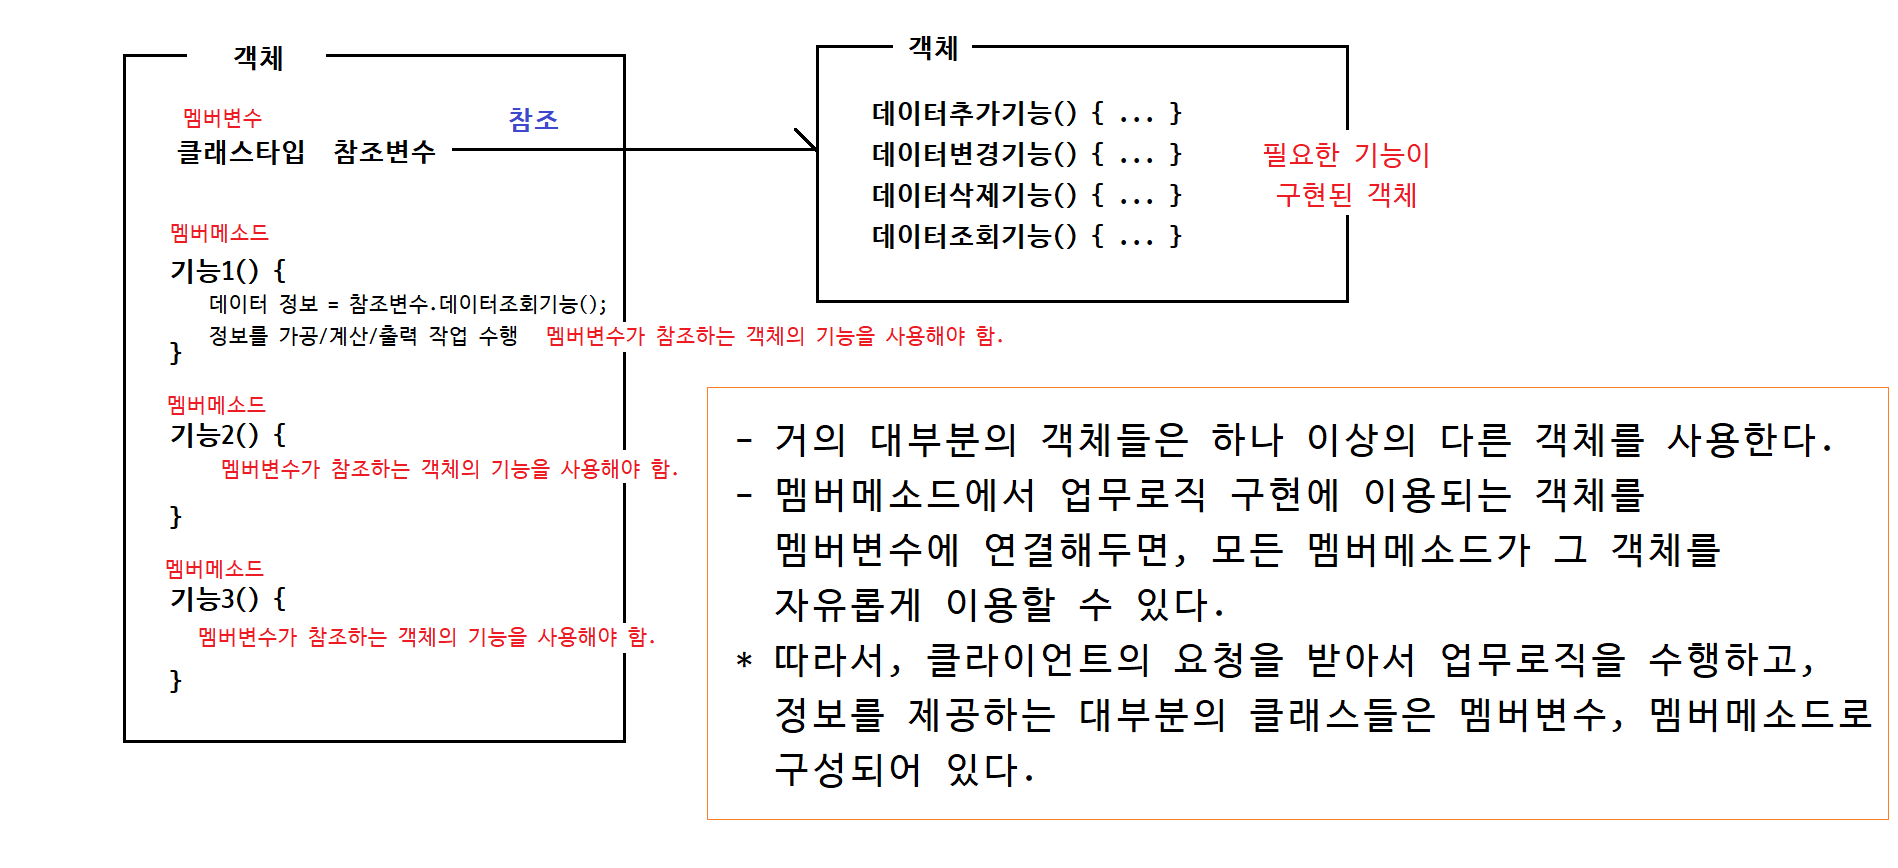 객체
멤버변수
클래스타입 참조변수
참조
멤버메소드
기능1() {
데이터 정보 = 참조변수.데이터조회기능();
정보를 가공/계산/출력 작업 수행 멤버변수가 참조하는 객체의 기능을 사용해야 함.
}
멤버메소드
기능2() {
멤버변수가 참조하는 객체의 기능을 사용해야 함.
}
멤버메소드
기능3() {
멤버변수가 참조하는 객체의 기능을 사용해야 함.
}
객체
데이터추가기능() { ... }
데이터변경기능() { ... }
데이터삭제기능() { ... }
데이터조회기능() { ... }
필요한 기능이
구현된 객체
- 거의 대부분의 객체들은 하나 이상의 다른 객체를 사용한다.
- 멤버메소드에서 업무로직 구현에 이용되는 객체를
멤버변수에 연결해두면, 모든 멤버메소드가 그 객체를
자유롭게 이용할 수 있다.
* 따라서, 클라이언트의 요청을 받아서 업무로직을 수행하고,
정보를 제공하는 대부분의 클래스들은 멤버변수, 멤버메소드로
구성되어 있다.